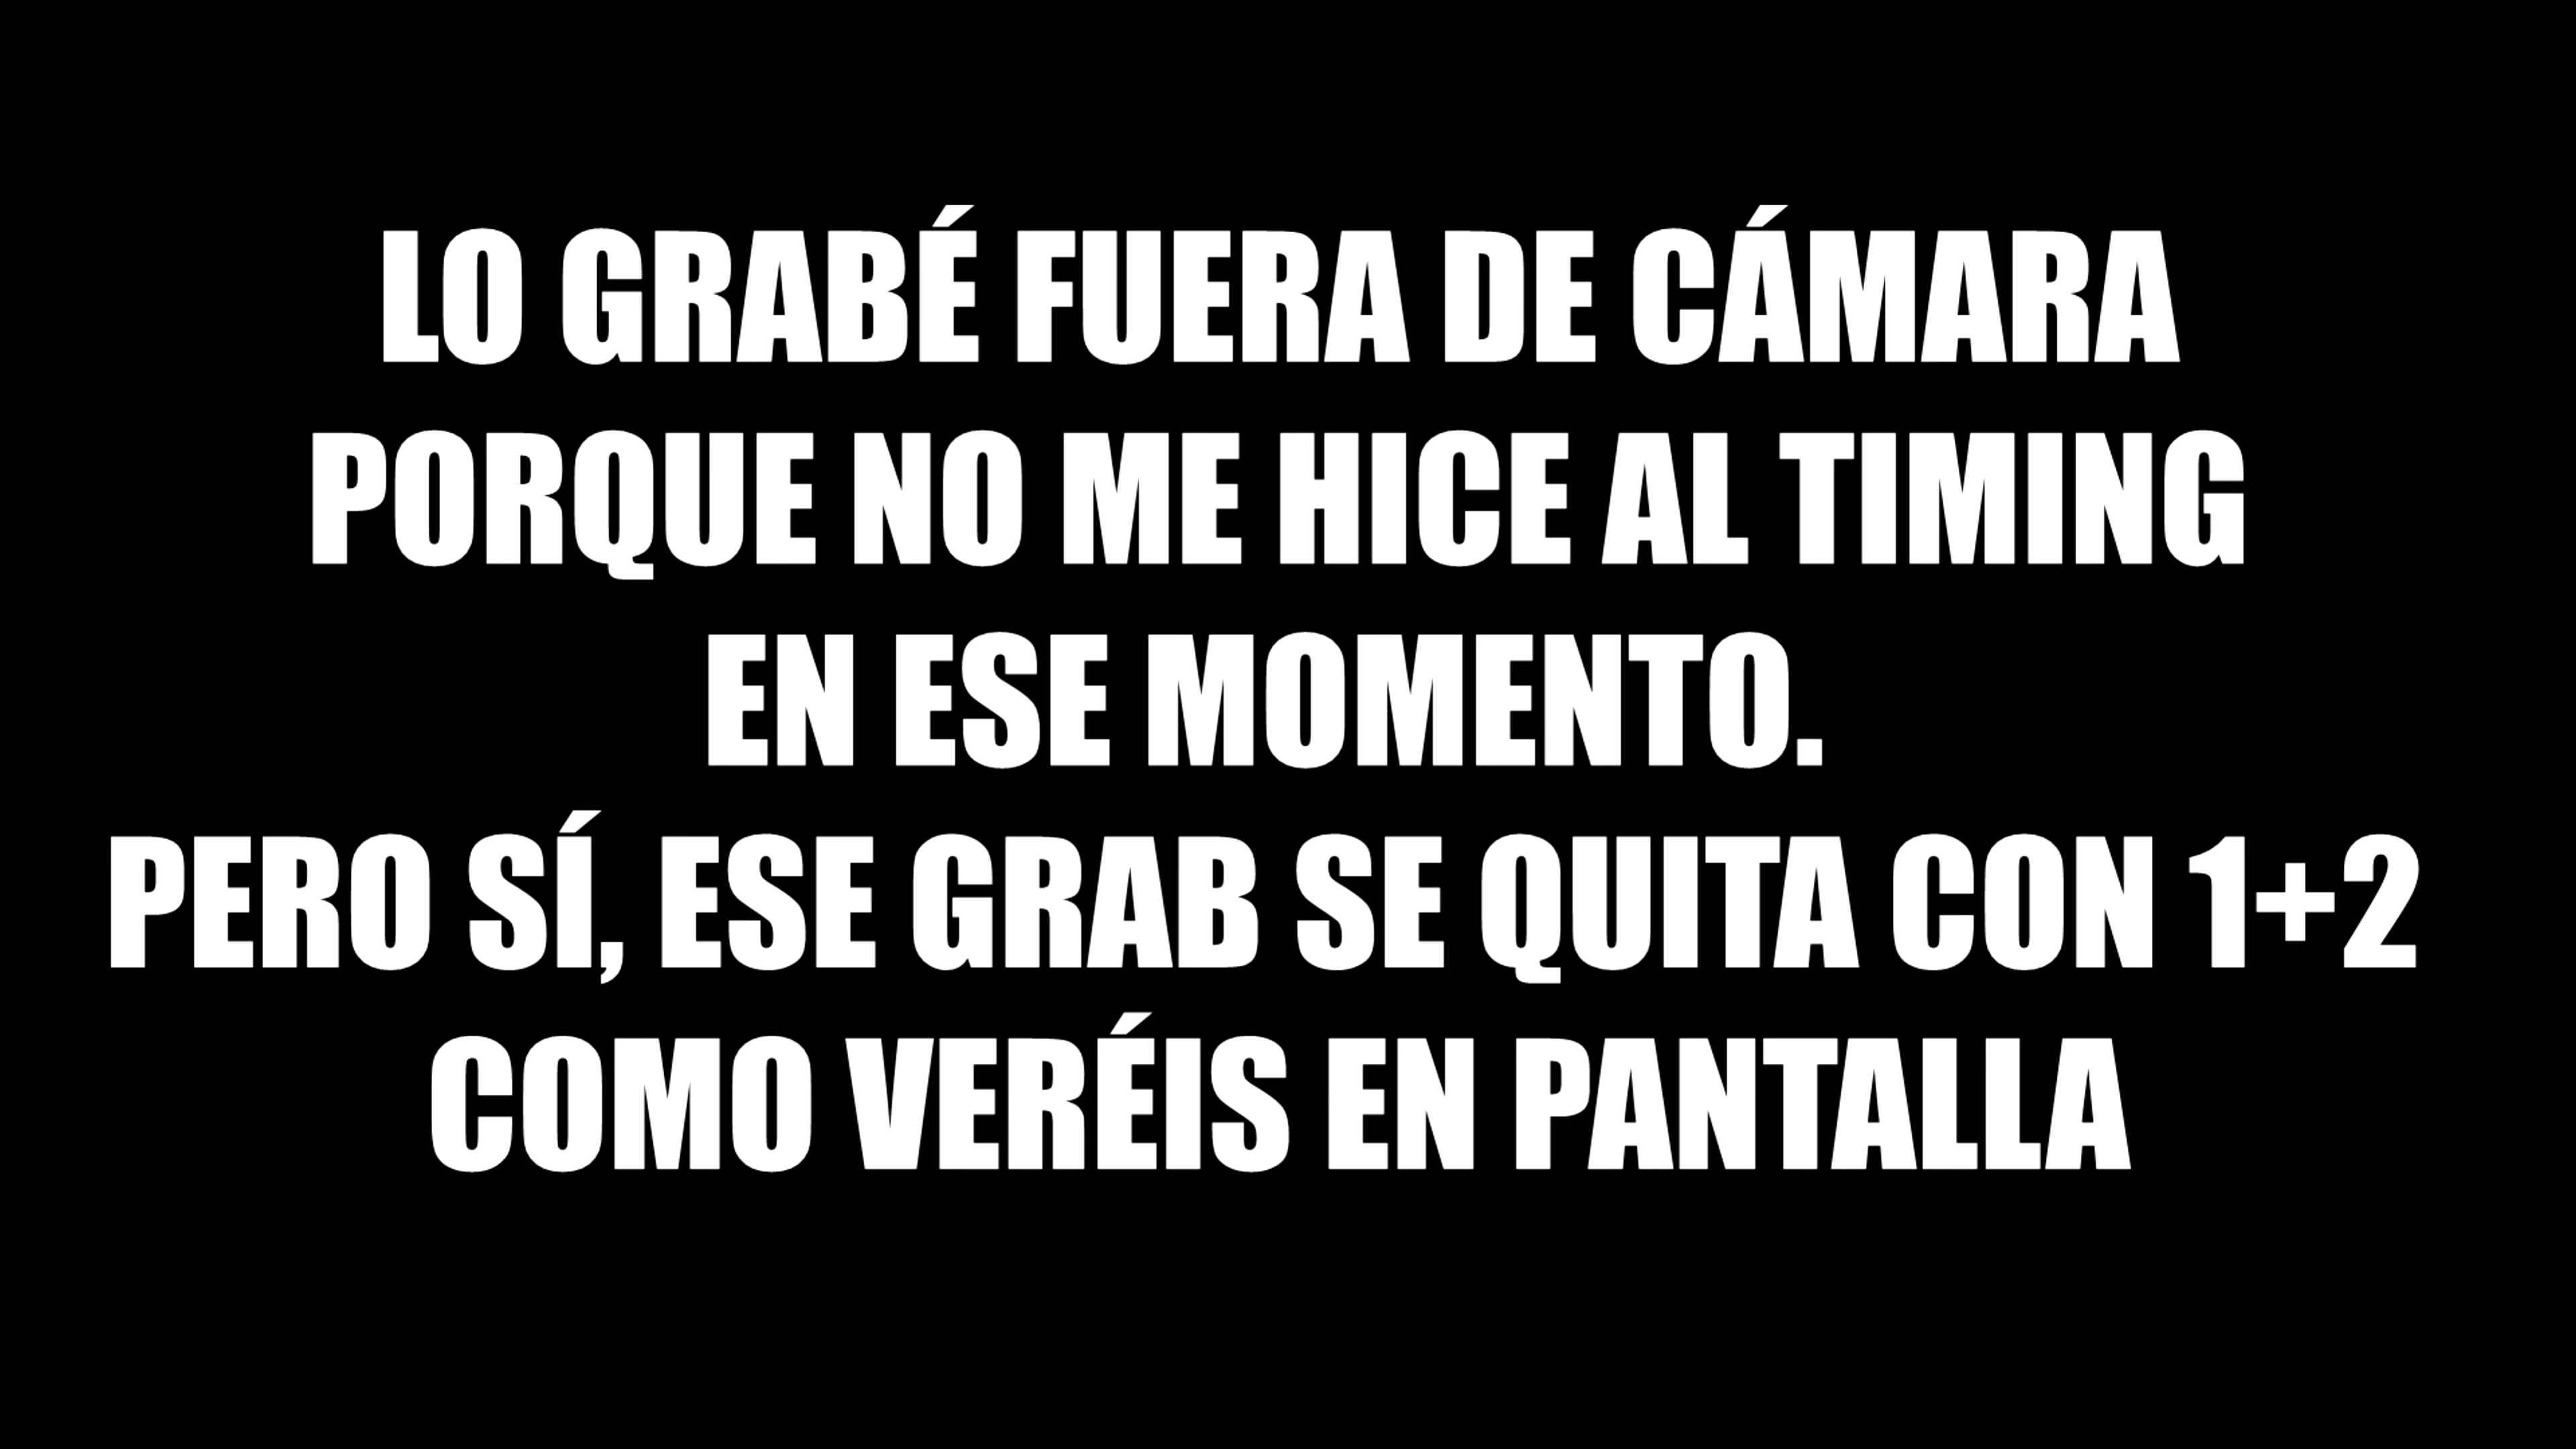 LO GRABÉ FUERA DE CÁMARA
PORQUE NO ME HICE AL TIMING
EN ESE MOMENTO.
PERO SÍ, ESE GRAB SE QUITA CON 1+2
COMO VERÉIS EN PANTALLA